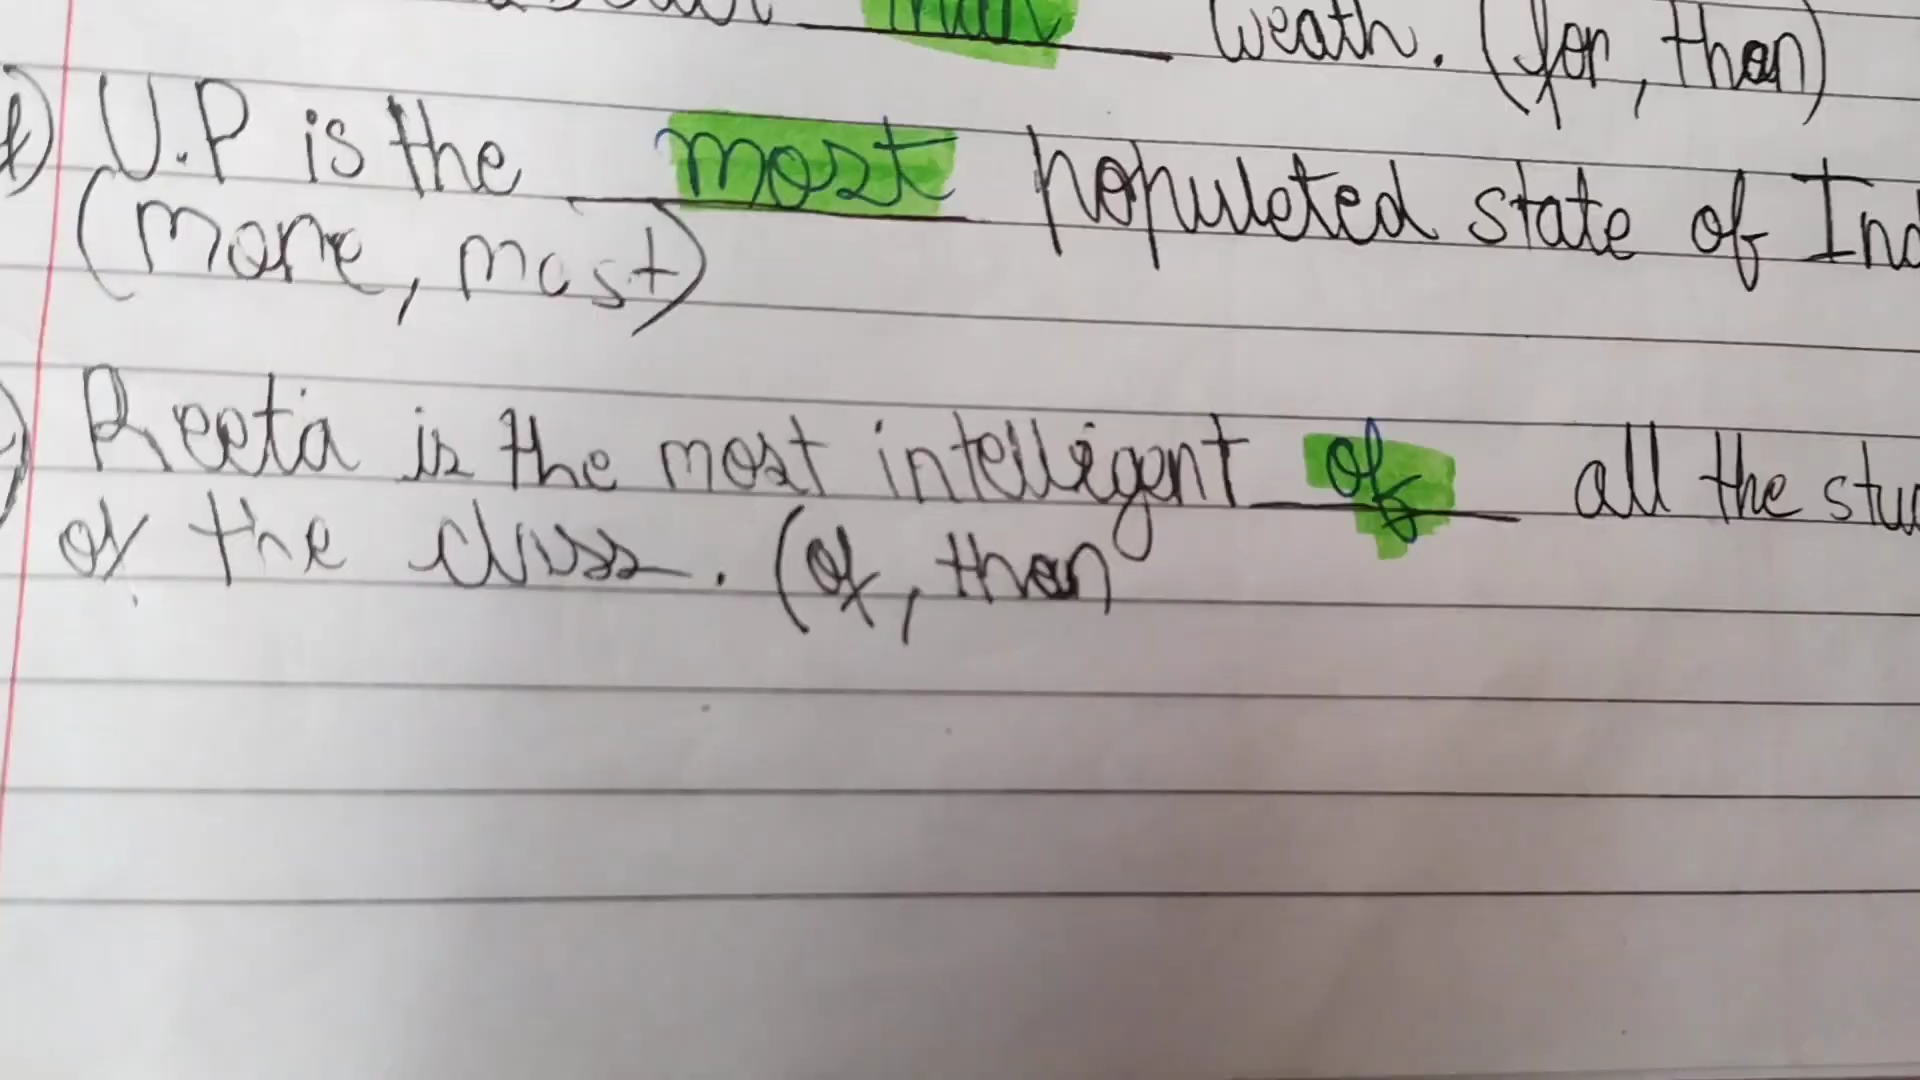 than weath. (for, than)
f) U.P is the most populeted state of Ind
(more, most)
Reeta is the most intelligent of all the stu
of the class. (of, than